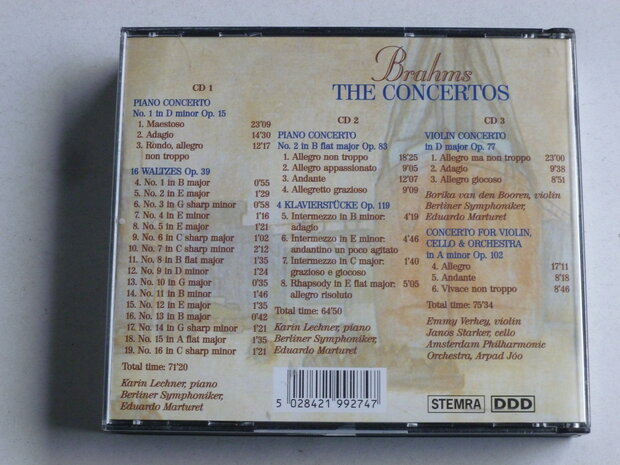 Brahms
THE CONCERTOS
CD 1
PIANO CONCERTO
No. 1 in D minor Op. 15
1. Maestoso 23'09
2. Adagio 14'30
3. Rondo, allegro 12'17
non troppo
16 WALTZES Op. 39
4. No. 1 in B major 0'55
5. No. 2 in E major 1'29
6. No. 3 in G sharp minor 0'58
7. No. 4 in E minor 1'16
8. No. 5 in E major 1'21
9. No. 6 in C sharp major 1'02
10. No. 7 in C sharp minor 2'12
11. No. 8 in B flat major 1'35
12. No. 9 in D minor 1'24
13. No. 10 in G major 0'35
14. No. 11 in B minor 1'46
15. No. 12 in E major 1'35
16. No. 13 in B major 0'42
17. No. 14 in G sharp minor 1'21
18. No. 15 in A flat major 1'35
19. No. 16 in C sharp minor 1'21
Total time: 71'20
Karin Lechner, piano
Berliner Symphoniker,
Eduardo Marturet
CD 2
PIANO CONCERTO
No. 2 in B flat major Op. 83
1. Allegro non troppo 18'25
2. Allegro appassionato 9'05
3. Andante 12'07
4. Allegretto grazioso 9'09
4 KLAVIERSTÜCKE Op. 119
5. Intermezzo in B minor: 4'19
adagio
6. Intermezzo in E minor: 4'46
andantino un poco agitato
7. Intermezzo in C major: 1'40
grazioso e giocoso
8. Rhapsody in E flat major: 5'05
allegro risoluto
Total time: 64'50
Karin Lechner, piano
Berliner Symphoniker,
Eduardo Marturet
CD 3
VIOLIN CONCERTO
in D major Op. 77
1. Allegro ma non troppo 23'00
2. Adagio 9'38
3. Allegro giocoso 8'51
Borika van den Booren, violin
Berliner Symphoniker,
Eduardo Marturet
CONCERTO FOR VIOLIN,
CELLO & ORCHESTRA
in A minor Op. 102
4. Allegro 17'11
5. Andante 8'18
6. Vivace non troppo 8'46
Total time: 75'34
Emmy Verhey, violin
Janos Starker, cello
Amsterdam Philharmonic
Orchestra, Arpad Jóo
5 028421 992747
STEMRA
DDD